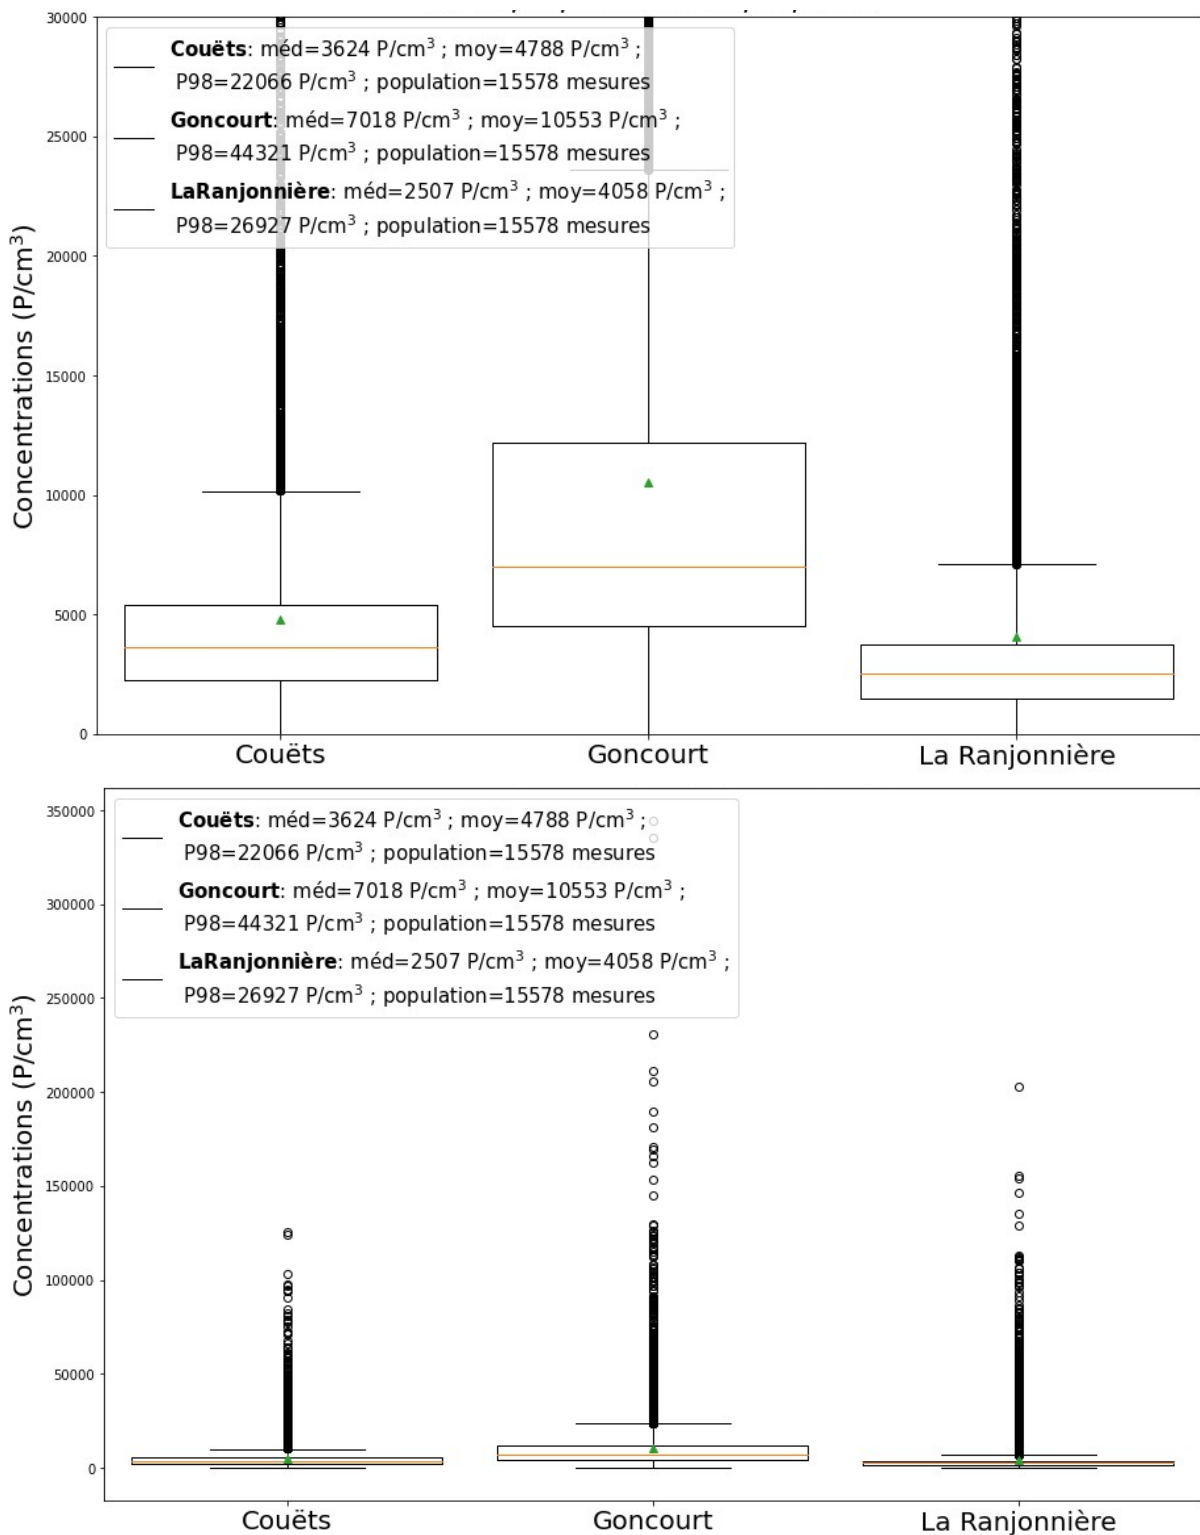 30000
25000
20000
15000
10000
5000
0
Concentrations (P/cm³)
Couëts: méd=3624 P/cm³ ; moy=4788 P/cm³ ;
P98=22066 P/cm³ ; population=15578 mesures
Goncourt: méd=7018 P/cm³ ; moy=10553 P/cm³ ;
P98=44321 P/cm³ ; population=15578 mesures
LaRanjonnière: méd=2507 P/cm³ ; moy=4058 P/cm³ ;
P98=26927 P/cm³ ; population=15578 mesures
Couëts
Goncourt
La Ranjonnière
350000
300000
250000
200000
150000
100000
50000
0
Concentrations (P/cm³)
Couëts: méd=3624 P/cm³ ; moy=4788 P/cm³ ;
P98=22066 P/cm³ ; population=15578 mesures
Goncourt: méd=7018 P/cm³ ; moy=10553 P/cm³ ;
P98=44321 P/cm³ ; population=15578 mesures
LaRanjonnière: méd=2507 P/cm³ ; moy=4058 P/cm³ ;
P98=26927 P/cm³ ; population=15578 mesures
Couëts
Goncourt
La Ranjonnière